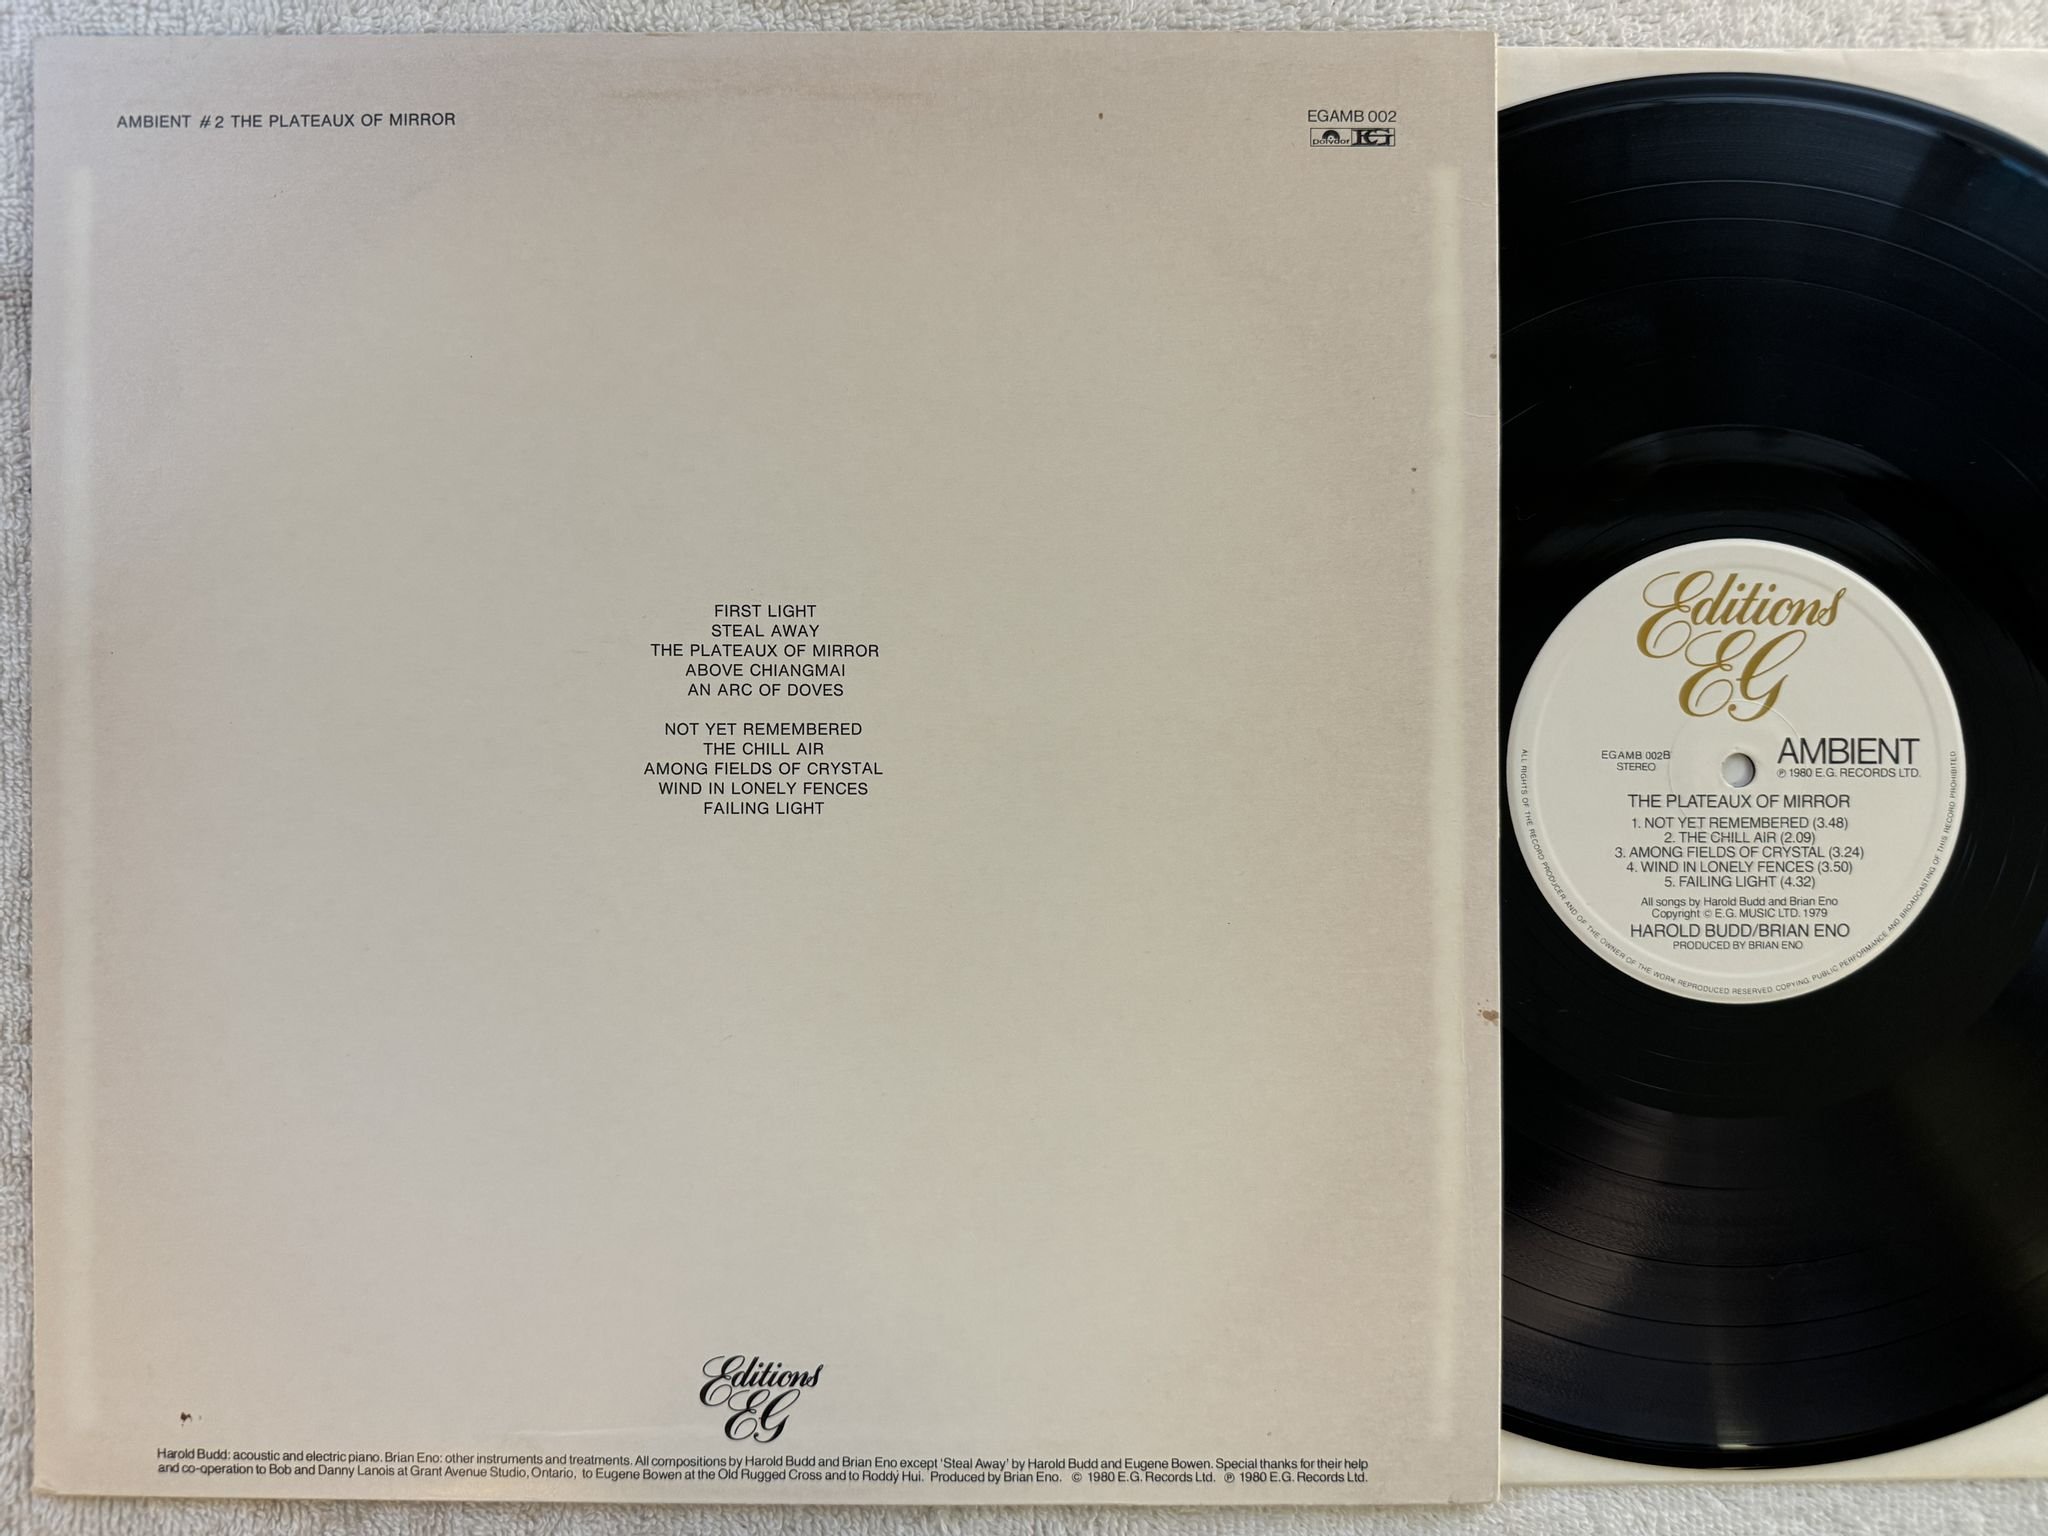 AMBIENT #2 THE PLATEAUX OF MIRROR
EGAMB 002
polydor EG
FIRST LIGHT
STEAL AWAY
THE PLATEAUX OF MIRROR
ABOVE CHIANGMAI
AN ARC OF DOVES
NOT YET REMEMBERED
THE CHILL AIR
AMONG FIELDS OF CRYSTAL
WIND IN LONELY FENCES
FAILING LIGHT
Editions
EG
Harold Budd: acoustic and electric piano. Brian Eno: other instruments and treatments. All compositions by Harold Budd and Brian Eno except 'Steal Away' by Harold Budd and Eugene Bowen. Special thanks for their help
and co-operation to Bob and Danny Lanois at Grant Avenue Studio, Ontario, to Eugene Bowen at the Old Rugged Cross and to Roddy Hui. Produced by Brian Eno. © 1980 E.G. Records Ltd. ℗ 1980 E.G. Records Ltd.
Editions
EG
EGAMB 002B
STEREO
AMBIENT
℗ 1980 E.G. RECORDS LTD.
THE PLATEAUX OF MIRROR
1. NOT YET REMEMBERED (3.48)
2. THE CHILL AIR (2.09)
3. AMONG FIELDS OF CRYSTAL (3.24)
4. WIND IN LONELY FENCES (3.50)
5. FAILING LIGHT (4.32)
All songs by Harold Budd and Brian Eno
Copyright © E.G. MUSIC LTD. 1979
HAROLD BUDD/BRIAN ENO
PRODUCED BY BRIAN ENO
ALL RIGHTS OF THE RECORD PRODUCER AND OF THE OWNER OF THE WORK REPRODUCED RESERVED COPYING PUBLIC PERFORMANCE AND BROADCASTING OF THIS RECORD PROHIBITED